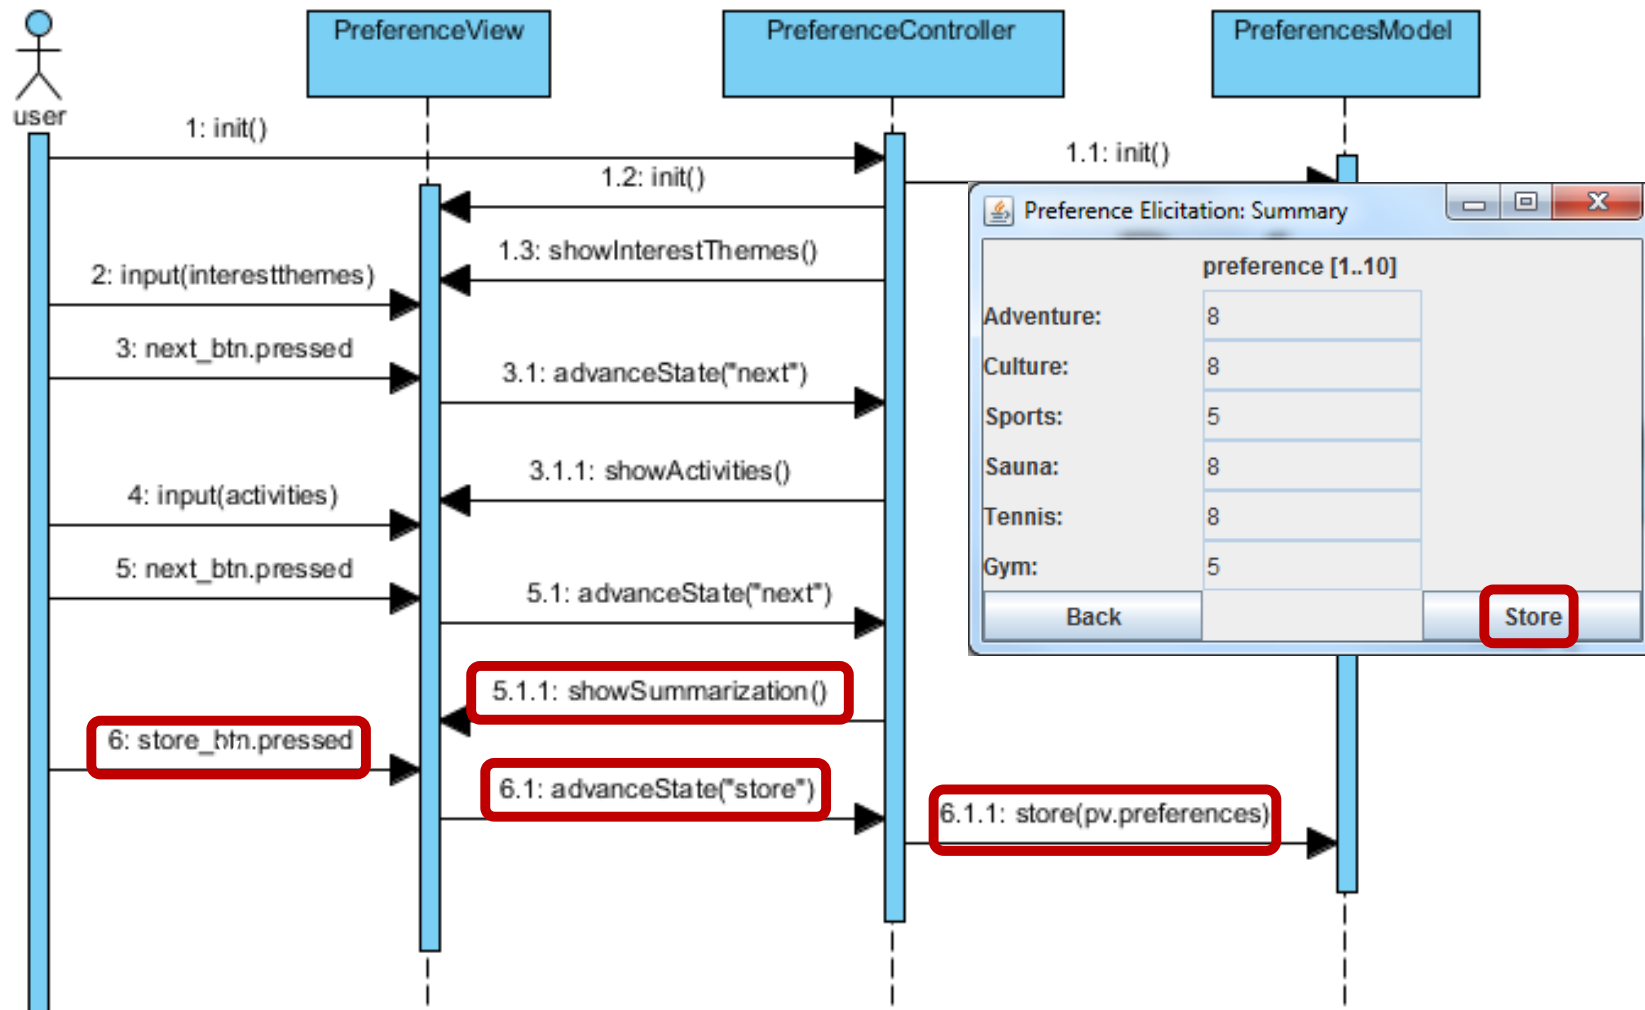 PreferenceView
PreferenceController
PreferencesModel
user
1: init()
1.1: init()
1.2: init()
1.3: showInterestThemes()
2: input(interestthemes)
3: next_btn.pressed
3.1: advanceState("next")
3.1.1: showActivities()
4: input(activities)
5: next_btn.pressed
5.1: advanceState("next")
5.1.1: showSummarization()
6: store_btn.pressed
6.1: advanceState("store")
6.1.1: store(pv.preferences)
Preference Elicitation: Summary
preference [1..10]
Adventure: 8
Culture: 8
Sports: 5
Sauna: 8
Tennis: 8
Gym: 5
Back Store